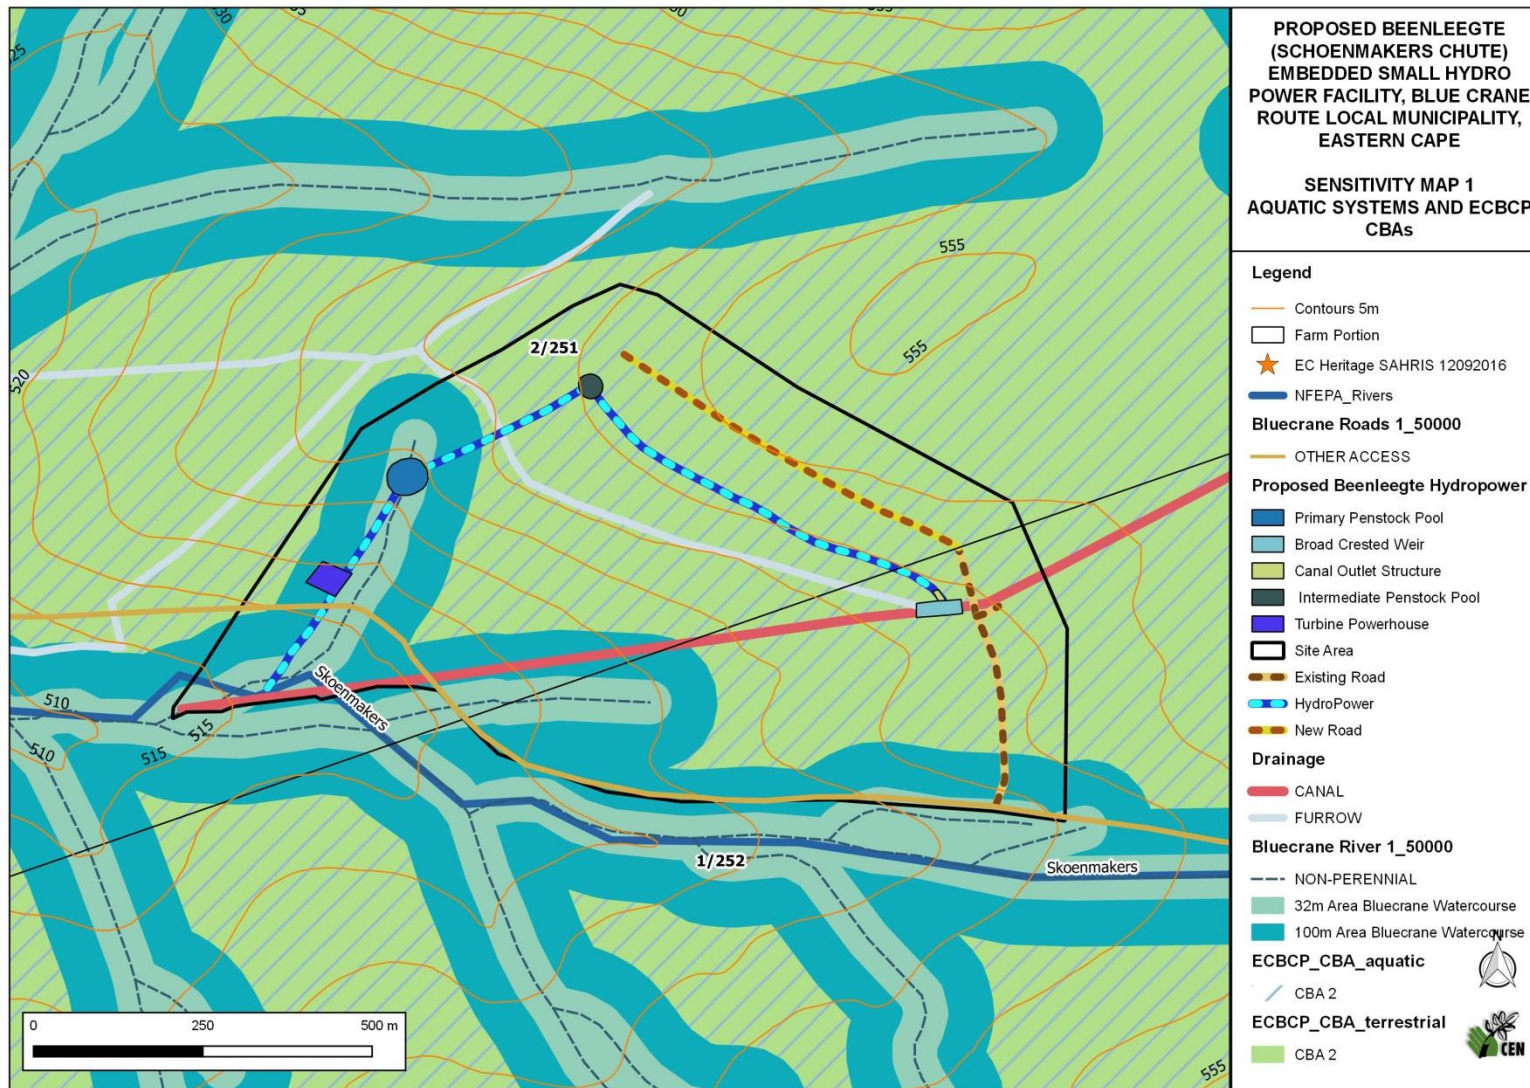 530
535
550
555
525
555
555
520
2/251
510
510
515
515
Skoenmakers
1/252
Skoenmakers
555
0 250 500 m
PROPOSED BEENLEEGTE
(SCHOENMAKERS CHUTE)
EMBEDDED SMALL HYDRO
POWER FACILITY, BLUE CRANE
ROUTE LOCAL MUNICIPALITY,
EASTERN CAPE
SENSITIVITY MAP 1
AQUATIC SYSTEMS AND ECBCP
CBAs
Legend
Contours 5m
Farm Portion
EC Heritage SAHRIS 12092016
NFEPA_Rivers
Bluecrane Roads 1_50000
OTHER ACCESS
Proposed Beenleegte Hydropower
Primary Penstock Pool
Broad Crested Weir
Canal Outlet Structure
Intermediate Penstock Pool
Turbine Powerhouse
Site Area
Existing Road
HydroPower
New Road
Drainage
CANAL
FURROW
Bluecrane River 1_50000
NON-PERENNIAL
32m Area Bluecrane Watercourse
100m Area Bluecrane Watercourse
N
ECBCP_CBA_aquatic
CBA 2
ECBCP_CBA_terrestrial
CBA 2
CEN